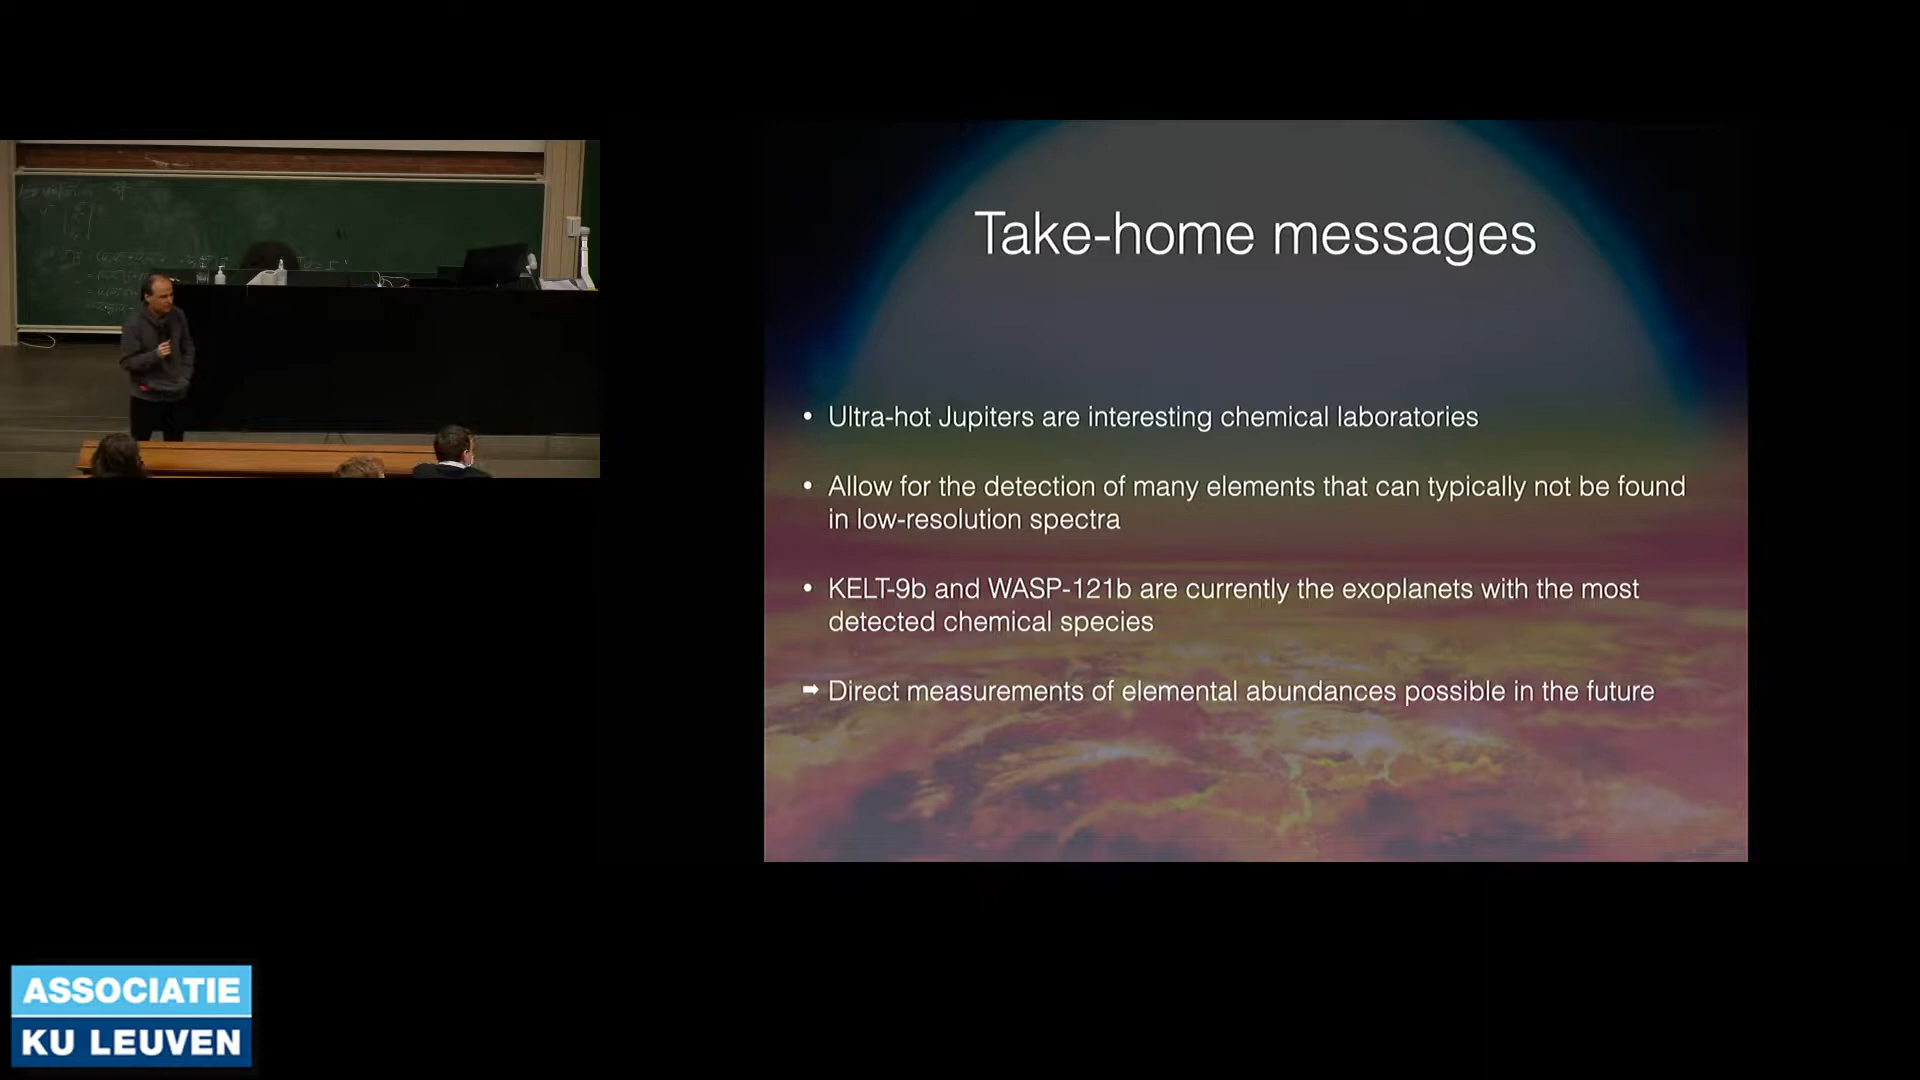 Take-home messages
• Ultra-hot Jupiters are interesting chemical laboratories
• Allow for the detection of many elements that can typically not be found
in low-resolution spectra
• KELT-9b and WASP-121b are currently the exoplanets with the most
detected chemical species
➡ Direct measurements of elemental abundances possible in the future
ASSOCIATIE
KU LEUVEN